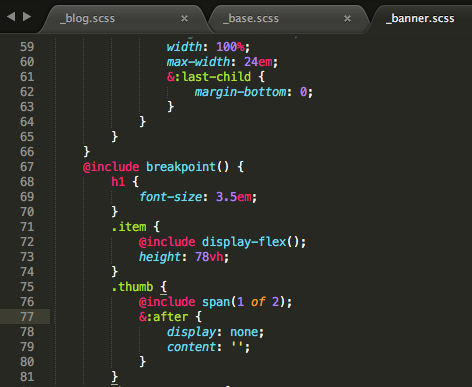 _blog.scss × _base.scss × _banner.scss
59 width: 100%;
60 max-width: 24em;
61 &:last-child {
62 margin-bottom: 0;
63 }
64 }
65 }
66 }
67 @include breakpoint() {
68 h1 {
69 font-size: 3.5em;
70 }
71 .item {
72 @include display-flex();
73 height: 78vh;
74 }
75 .thumb {
76 @include span(1 of 2);
77 &:after {
78 display: none;
79 content: '';
80 }
81 }